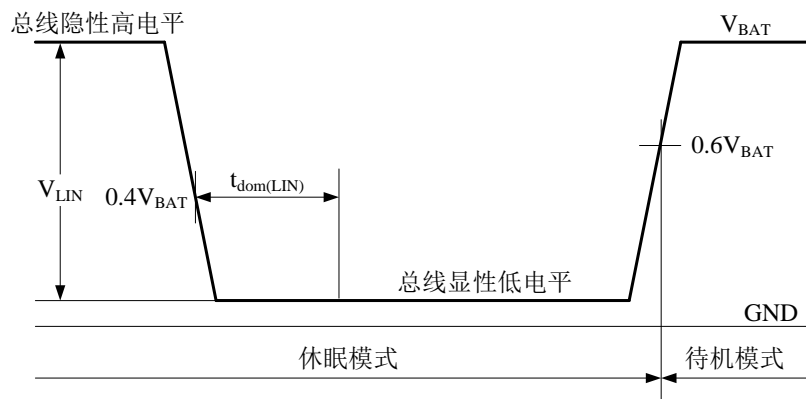 总线隐性高电平
V_BAT
0.6V_BAT
t_dom(LIN)
V_LIN
0.4V_BAT
总线显性低电平
GND
休眠模式
待机模式